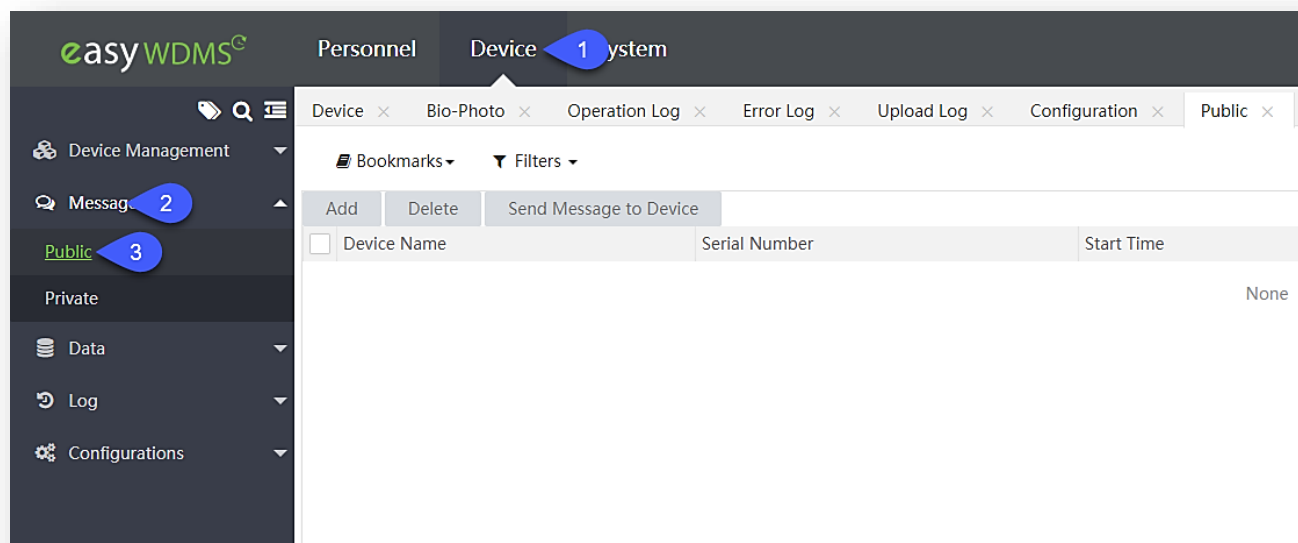 easy WDMS
Personnel Device 1 ystem
Device Bio-Photo Operation Log Error Log Upload Log Configuration Public
Device Management
Bookmarks Filters
Messag 2
Add Delete Send Message to Device
Device Name Serial Number Start Time
Public 3
Private
None
Data
Log
Configurations